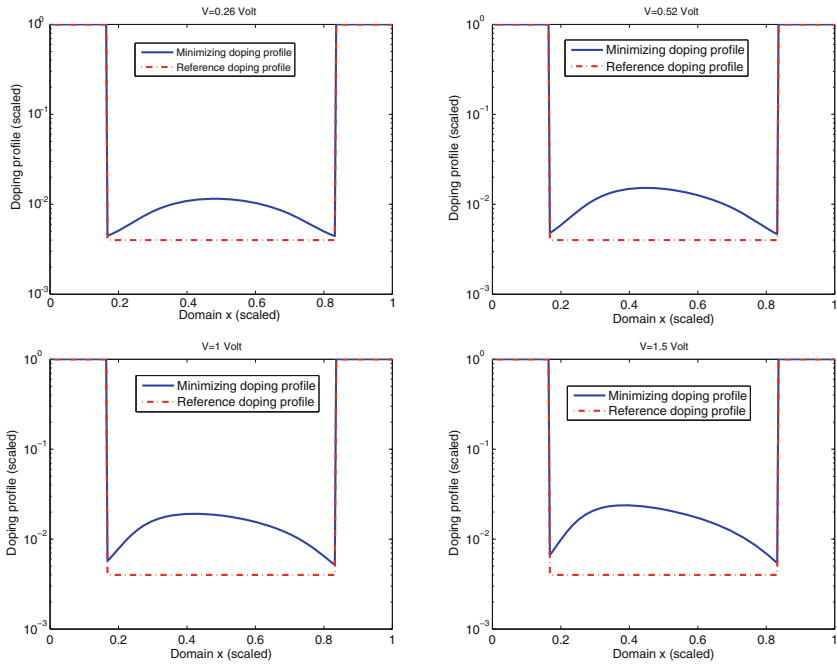 V=0.26 Volt
10^0
10^-1
10^-2
10^-3
Doping profile (scaled)
Minimizing doping profile
Reference doping profile
0 0.2 0.4 0.6 0.8 1
Domain x (scaled)
V=0.52 Volt
10^0
10^-1
10^-2
10^-3
Doping profile (scaled)
Minimizing doping profile
Reference doping profile
0 0.2 0.4 0.6 0.8 1
Domain x (scaled)
V=1 Volt
10^0
10^-1
10^-2
10^-3
Doping profile (scaled)
Minimizing doping profile
Reference doping profile
0 0.2 0.4 0.6 0.8 1
Domain x (scaled)
V=1.5 Volt
10^0
10^-1
10^-2
10^-3
Doping profile (scaled)
Minimizing doping profile
Reference doping profile
0 0.2 0.4 0.6 0.8 1
Domain x (scaled)